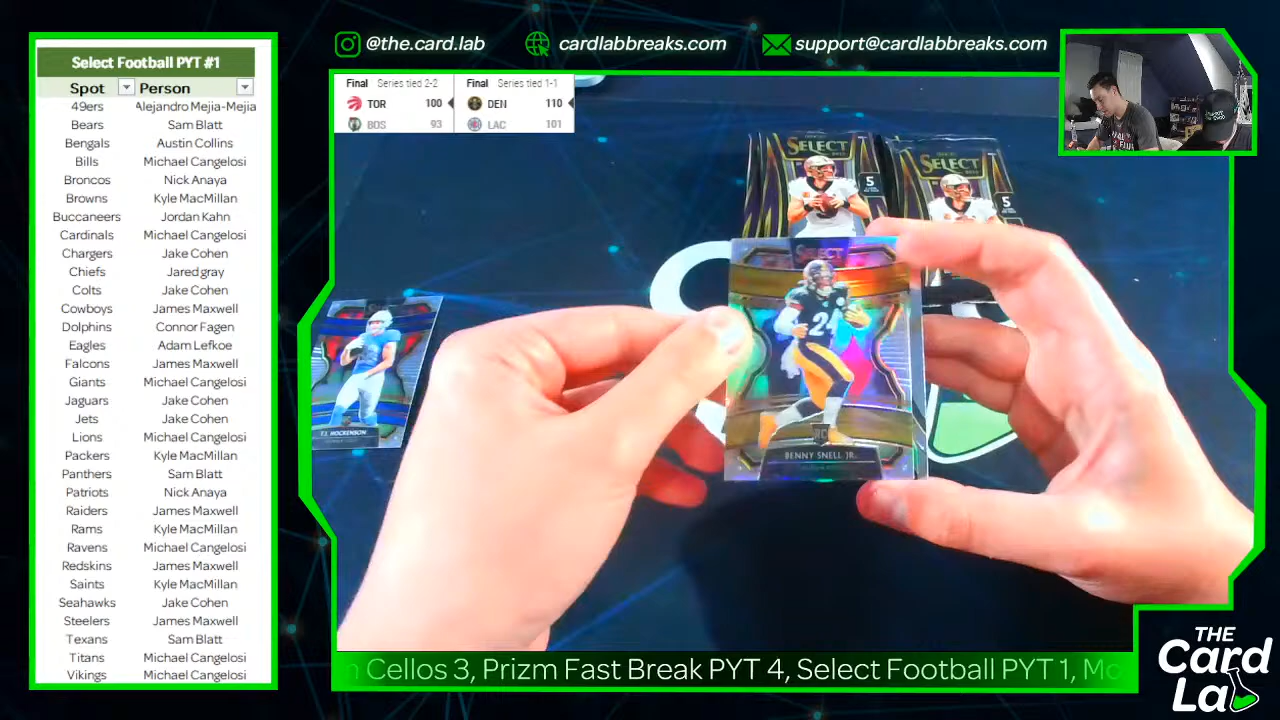 @the.card.lab
cardlabbreaks.com
support@cardlabbreaks.com
Select Football PYT #1
Spot Person
49ers Alejandro Mejia-Mejia
Bears Sam Blatt
Bengals Austin Collins
Bills Michael Cangelosi
Broncos Nick Anaya
Browns Kyle MacMillan
Buccaneers Jordan Kahn
Cardinals Michael Cangelosi
Chargers Jake Cohen
Chiefs Jared gray
Colts Jake Cohen
Cowboys James Maxwell
Dolphins Connor Fagen
Eagles Adam Lefkoe
Falcons James Maxwell
Giants Michael Cangelosi
Jaguars Jake Cohen
Jets Jake Cohen
Lions Michael Cangelosi
Packers Kyle MacMillan
Panthers Sam Blatt
Patriots Nick Anaya
Raiders James Maxwell
Rams Kyle MacMillan
Ravens Michael Cangelosi
Redskins James Maxwell
Saints Kyle MacMillan
Seahawks Jake Cohen
Steelers James Maxwell
Texans Sam Blatt
Titans Michael Cangelosi
Vikings Michael Cangelosi
Final Series tied 2-2
TOR 100
BOS 93
Final Series tied 1-1
DEN 110
LAC 101
SELECT
5
SELECT
5
SELECT
24
RC
BENNY SNELL JR.
T.J. HOCKENSON
Cellos 3, Prizm Fast Break PYT 4, Select Football PYT 1,
THE
Card
La